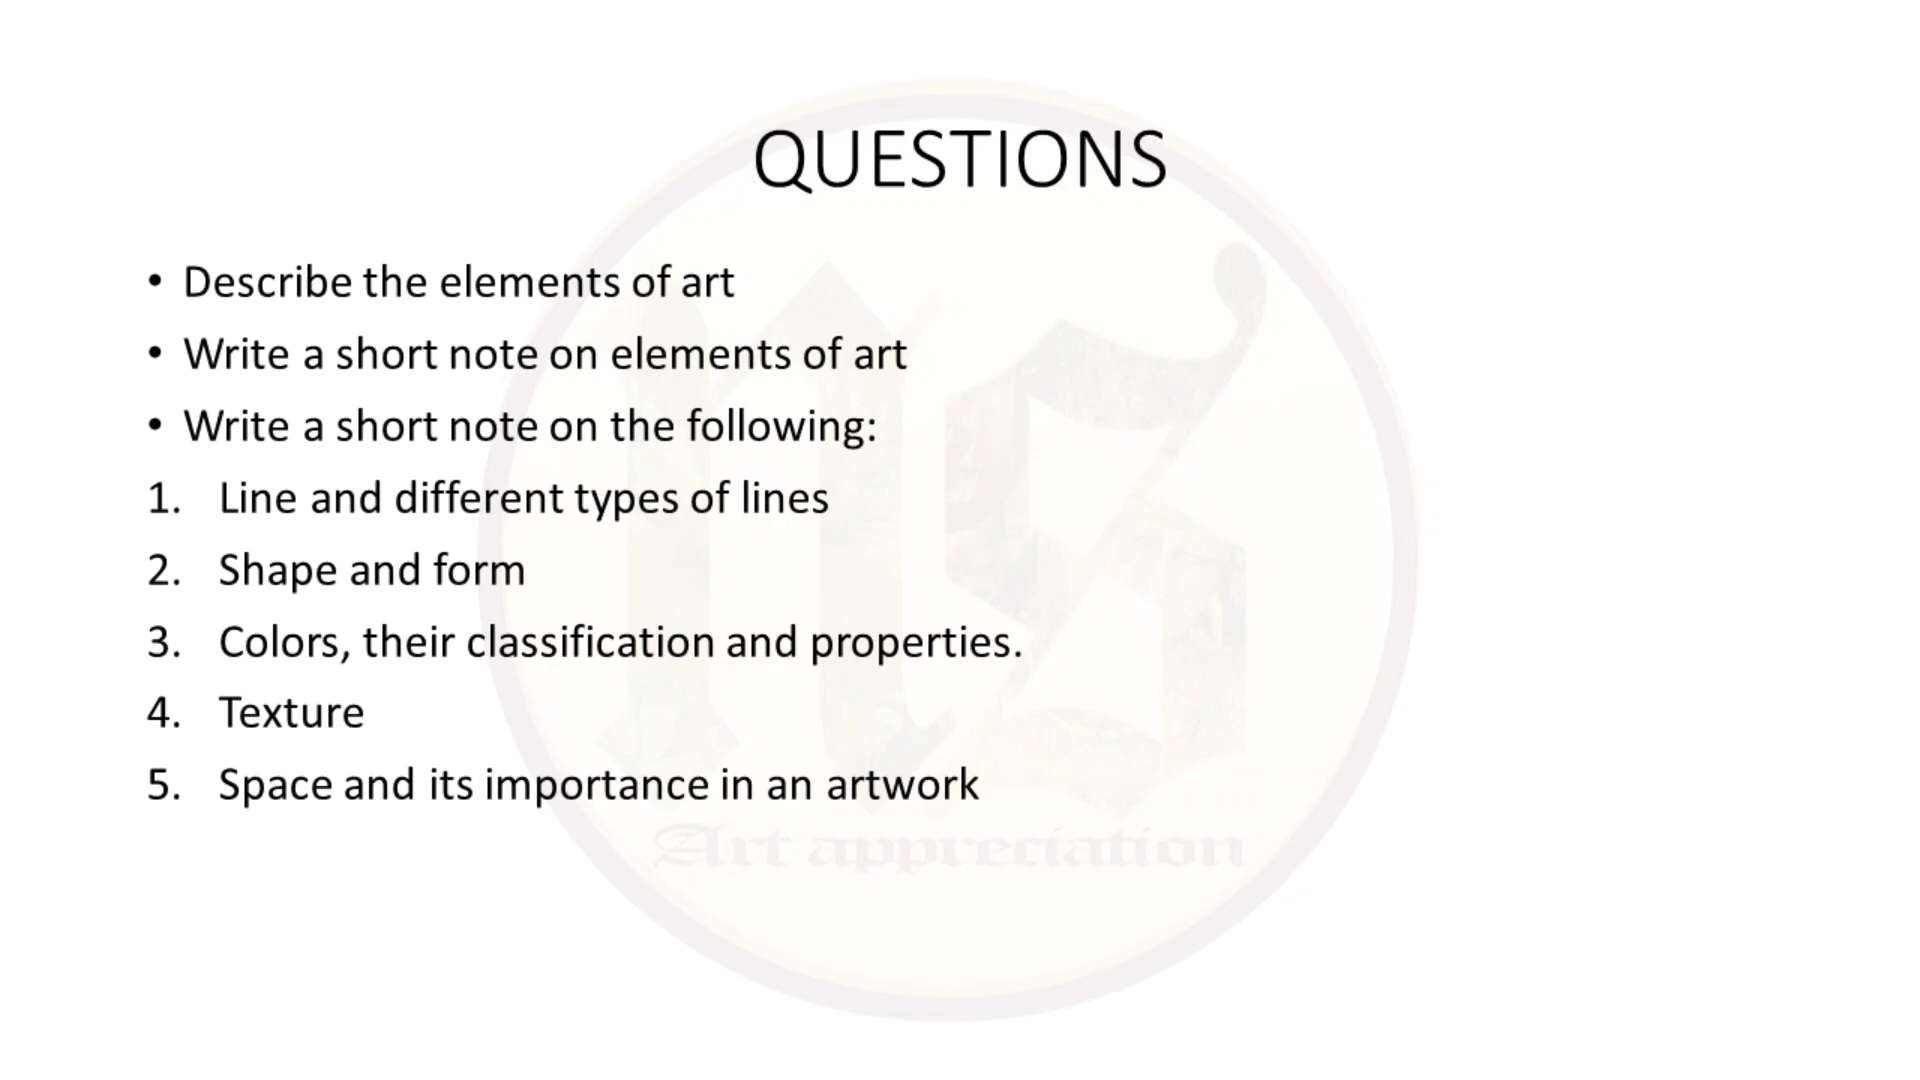 QUESTIONS
• Describe the elements of art
• Write a short note on elements of art
• Write a short note on the following:
1. Line and different types of lines
2. Shape and form
3. Colors, their classification and properties.
4. Texture
5. Space and its importance in an artwork
ns
Art appreciation